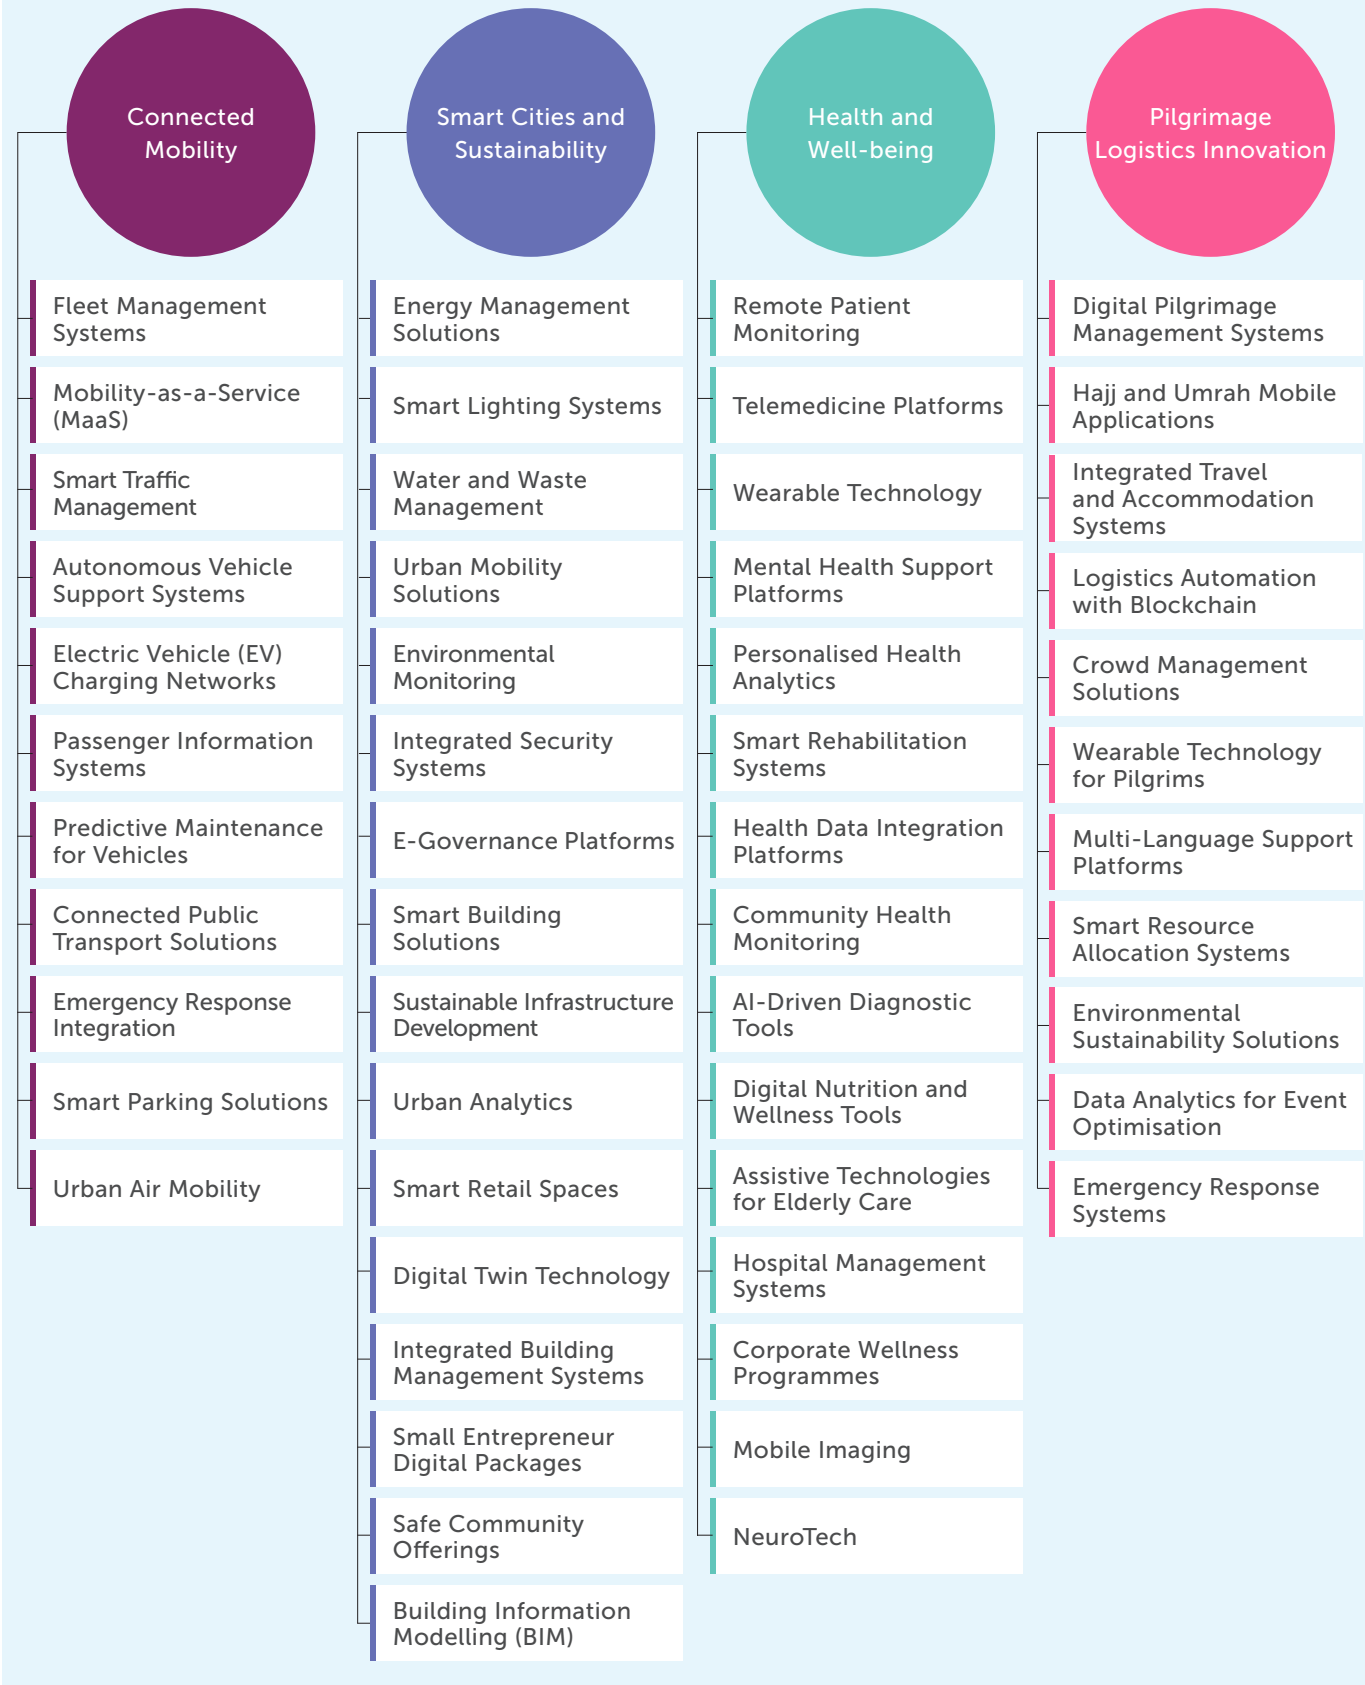 Connected
Mobility
Fleet Management
Systems
Mobility-as-a-Service
(MaaS)
Smart Traffic
Management
Autonomous Vehicle
Support Systems
Electric Vehicle (EV)
Charging Networks
Passenger Information
Systems
Predictive Maintenance
for Vehicles
Connected Public
Transport Solutions
Emergency Response
Integration
Smart Parking Solutions
Urban Air Mobility
Smart Cities and
Sustainability
Energy Management
Solutions
Smart Lighting Systems
Water and Waste
Management
Urban Mobility
Solutions
Environmental
Monitoring
Integrated Security
Systems
E-Governance Platforms
Smart Building
Solutions
Sustainable Infrastructure
Development
Urban Analytics
Smart Retail Spaces
Digital Twin Technology
Integrated Building
Management Systems
Small Entrepreneur
Digital Packages
Safe Community
Offerings
Building Information
Modelling (BIM)
Health and
Well-being
Remote Patient
Monitoring
Telemedicine Platforms
Wearable Technology
Mental Health Support
Platforms
Personalised Health
Analytics
Smart Rehabilitation
Systems
Health Data Integration
Platforms
Community Health
Monitoring
AI-Driven Diagnostic
Tools
Digital Nutrition and
Wellness Tools
Assistive Technologies
for Elderly Care
Hospital Management
Systems
Corporate Wellness
Programmes
Mobile Imaging
NeuroTech
Pilgrimage
Logistics Innovation
Digital Pilgrimage
Management Systems
Hajj and Umrah Mobile
Applications
Integrated Travel
and Accommodation
Systems
Logistics Automation
with Blockchain
Crowd Management
Solutions
Wearable Technology
for Pilgrims
Multi-Language Support
Platforms
Smart Resource
Allocation Systems
Environmental
Sustainability Solutions
Data Analytics for Event
Optimisation
Emergency Response
Systems